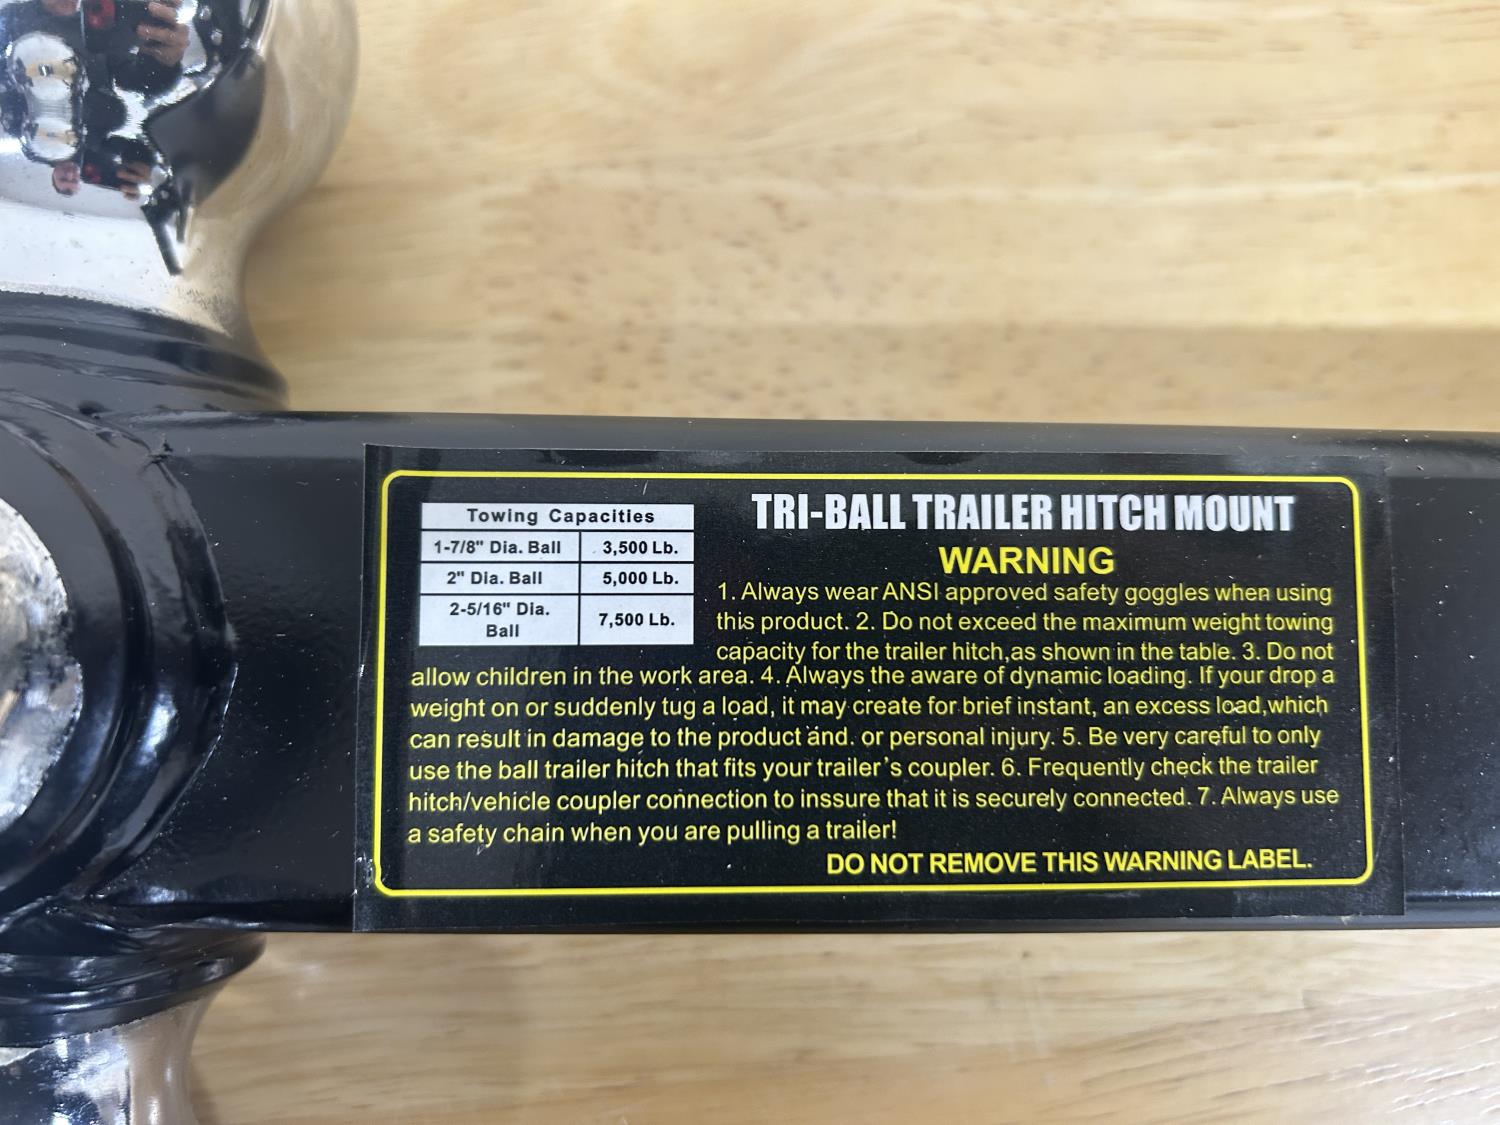 Towing Capacities
1-7/8" Dia. Ball 3,500 Lb.
2" Dia. Ball 5,000 Lb.
2-5/16" Dia.
Ball 7,500 Lb.
TRI-BALL TRAILER HITCH MOUNT
WARNING
1. Always wear ANSI approved safety goggles when using
this product. 2. Do not exceed the maximum weight towing
capacity for the trailer hitch,as shown in the table. 3. Do not
allow children in the work area. 4. Always the aware of dynamic loading. If your drop a
weight on or suddenly tug a load, it may create for brief instant, an excess load,which
can result in damage to the product and. or personal injury. 5. Be very careful to only
use the ball trailer hitch that fits your trailer's coupler. 6. Frequently check the trailer
hitch/vehicle coupler connection to inssure that it is securely connected. 7. Always use
a safety chain when you are pulling a trailer!
DO NOT REMOVE THIS WARNING LABEL.